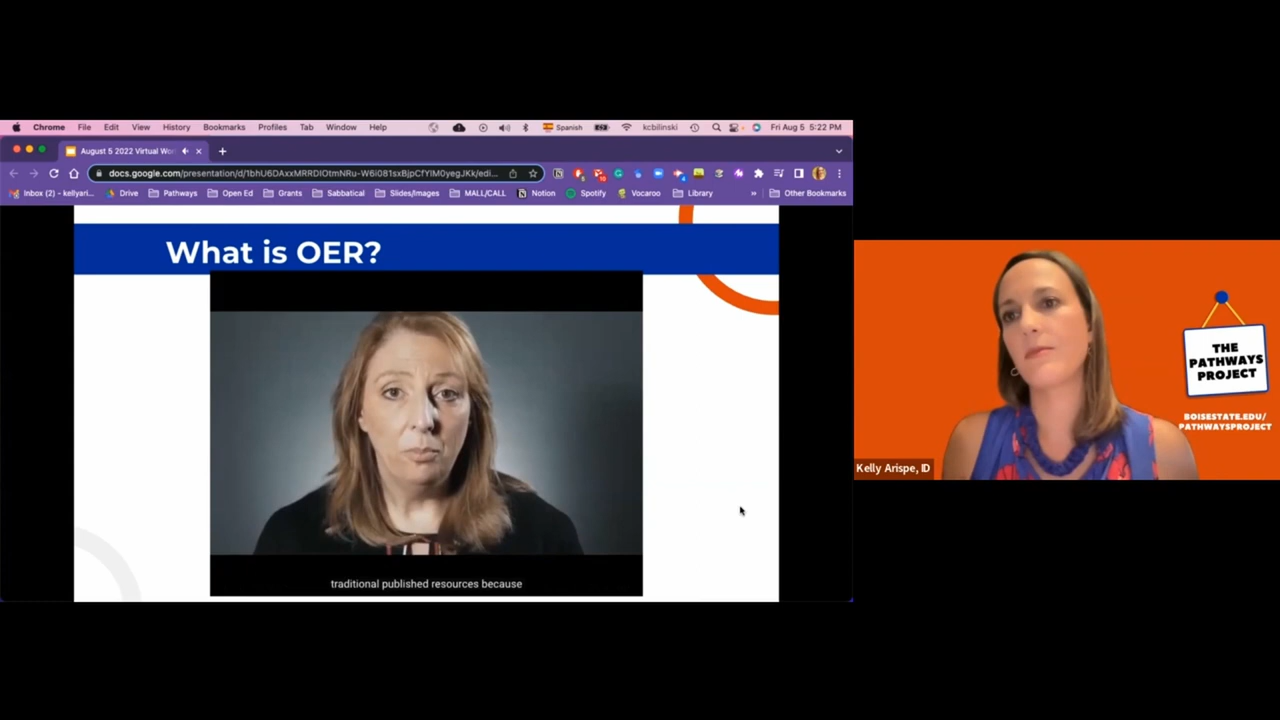 Chrome File Edit View History Bookmarks Profiles Tab Window Help Spanish kcbilinski Fri Aug 5 5:22 PM
August 5 2022 Virtual Wor
docs.google.com/presentation/d/
Inbox (2) – kellyari... Drive Pathways Open Ed Grants Sabbatical Slides/Images MALL/CALL Notion Spotify Vocaroo Library » Other Bookmarks
What is OER?
traditional published resources because
THE
PATHWAYS
PROJECT
BOISESTATE.EDU/
PATHWAYSPROJECT
Kelly Arispe, ID